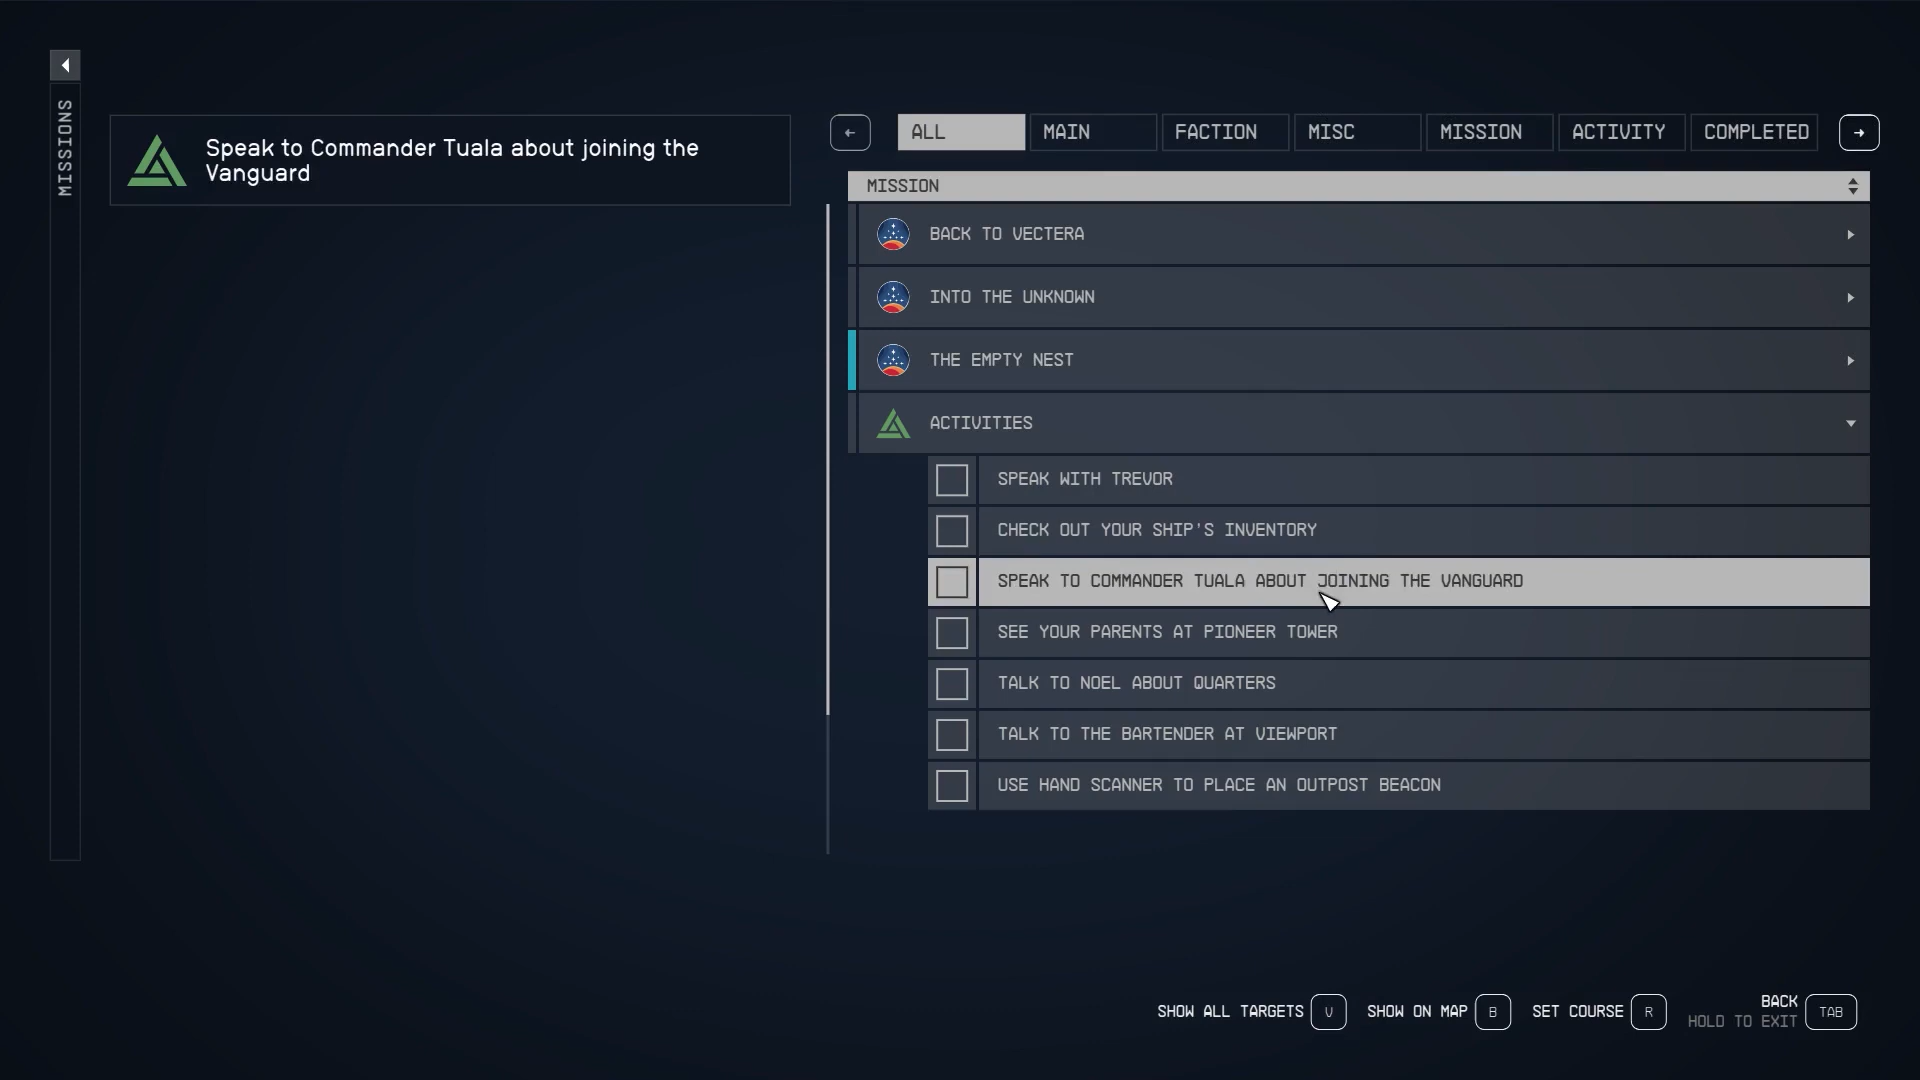 MISSIONS
Speak to Commander Tuala about joining the
Vanguard
ALL MAIN FACTION MISC MISSION ACTIVITY COMPLETED
MISSION
BACK TO VECTERA
INTO THE UNKNOWN
THE EMPTY NEST
ACTIVITIES
SPEAK WITH TREVOR
CHECK OUT YOUR SHIP'S INVENTORY
SPEAK TO COMMANDER TUALA ABOUT JOINING THE VANGUARD
SEE YOUR PARENTS AT PIONEER TOWER
TALK TO NOEL ABOUT QUARTERS
TALK TO THE BARTENDER AT VIEWPORT
USE HAND SCANNER TO PLACE AN OUTPOST BEACON
SHOW ALL TARGETS V SHOW ON MAP B SET COURSE R BACK TAB
HOLD TO EXIT